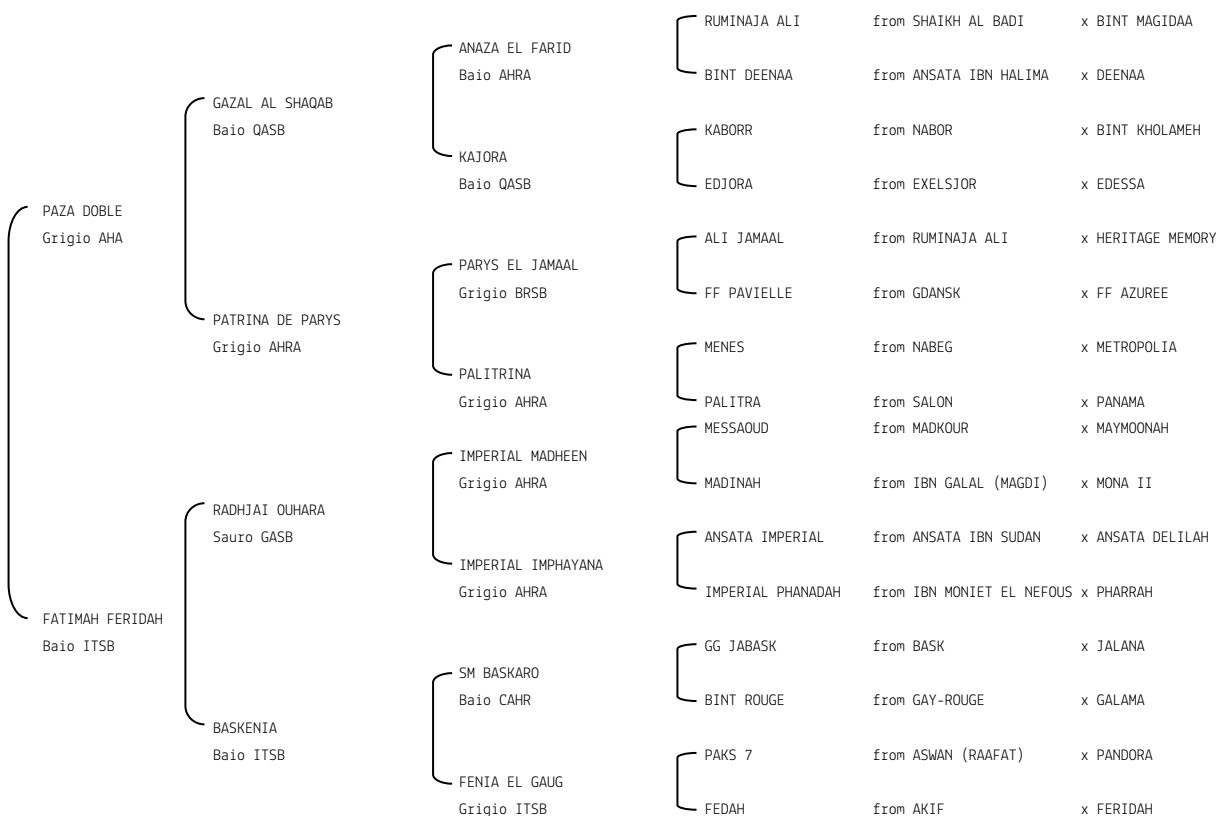 RUMINAJA ALI from SHAIKH AL BADI x BINT MAGIDAA
ANAZA EL FARID
Baio AHRA BINT DEENAA from ANSATA IBN HALIMA x DEENAA
GAZAL AL SHAQAB
Baio QASB KABORR from NABOR x BINT KHOLAMEH
KAJORA
Baio QASB EDJORA from EXELSJOR x EDESSA
PAZA DOBLE
Grigio AHA ALI JAMAAL from RUMINAJA ALI x HERITAGE MEMORY
PARYS EL JAMAAL
Grigio BRSB FF PAVIELLE from GDANSK x FF AZUREE
PATRINA DE PARYS
Grigio AHRA MENES from NABEG x METROPOLIA
PALITRINA
Grigio AHRA PALITRA from SALON x PANAMA
MESSAOUD from MADKOUR x MAYMOONAH
IMPERIAL MADHEEN
Grigio AHRA MADINAH from IBN GALAL (MAGDI) x MONA II
RADHJAI OUHARA
Sauro GASB ANSATA IMPERIAL from ANSATA IBN SUDAN x ANSATA DELILAH
IMPERIAL IMPHAYANA
Grigio AHRA IMPERIAL PHANADAH from IBN MONIET EL NEFOUS x PHARRAH
FATIMAH FERIDAH
Baio ITSB GG JABASK from BASK x JALANA
SM BASKARO
Baio CAHR BINT ROUGE from GAY-ROUGE x GALAMA
BASKENIA
Baio ITSB PAKS 7 from ASWAN (RAAFAT) x PANDORA
FENIA EL GAUG
Grigio ITSB FEDAH from AKIF x FERIDAH